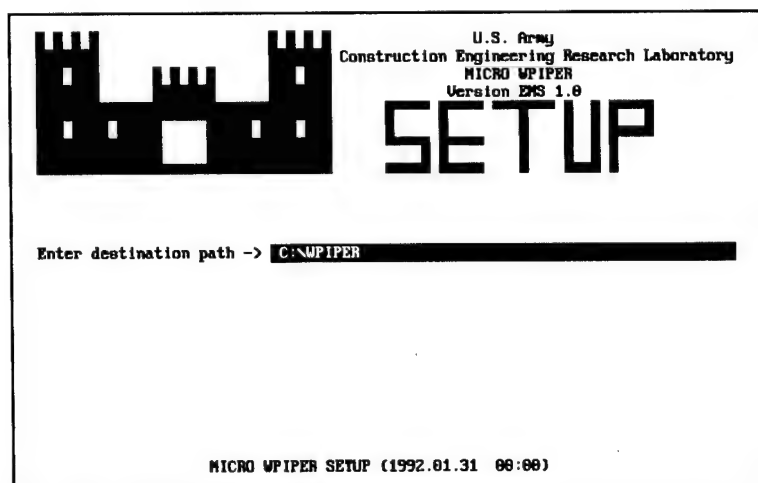 U.S. Army
Construction Engineering Research Laboratory
MICRO WPIPER
Version EMS 1.0
SETUP
Enter destination path -> C:\WPIPER
MICRO WPIPER SETUP (1992.01.31 00:00)